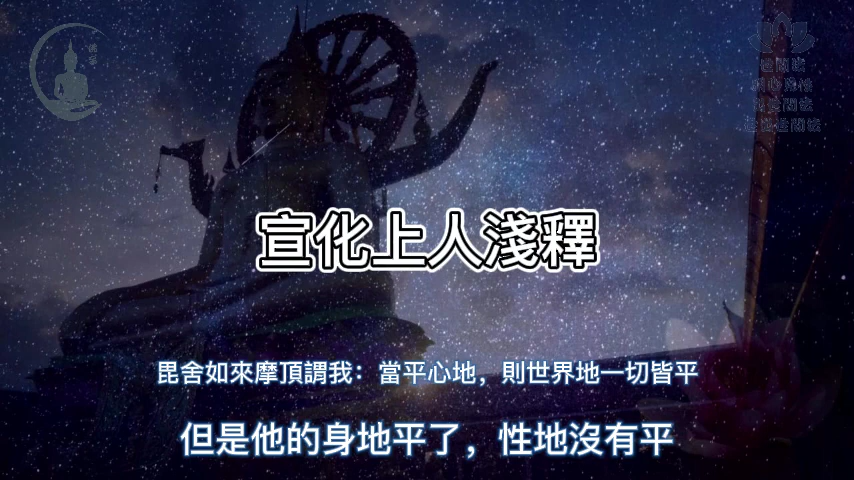 宣化上人淺釋
毘舍如來摩頂謂我：當平心地，則世界地一切皆平
但是他的身地平了，性地沒有平